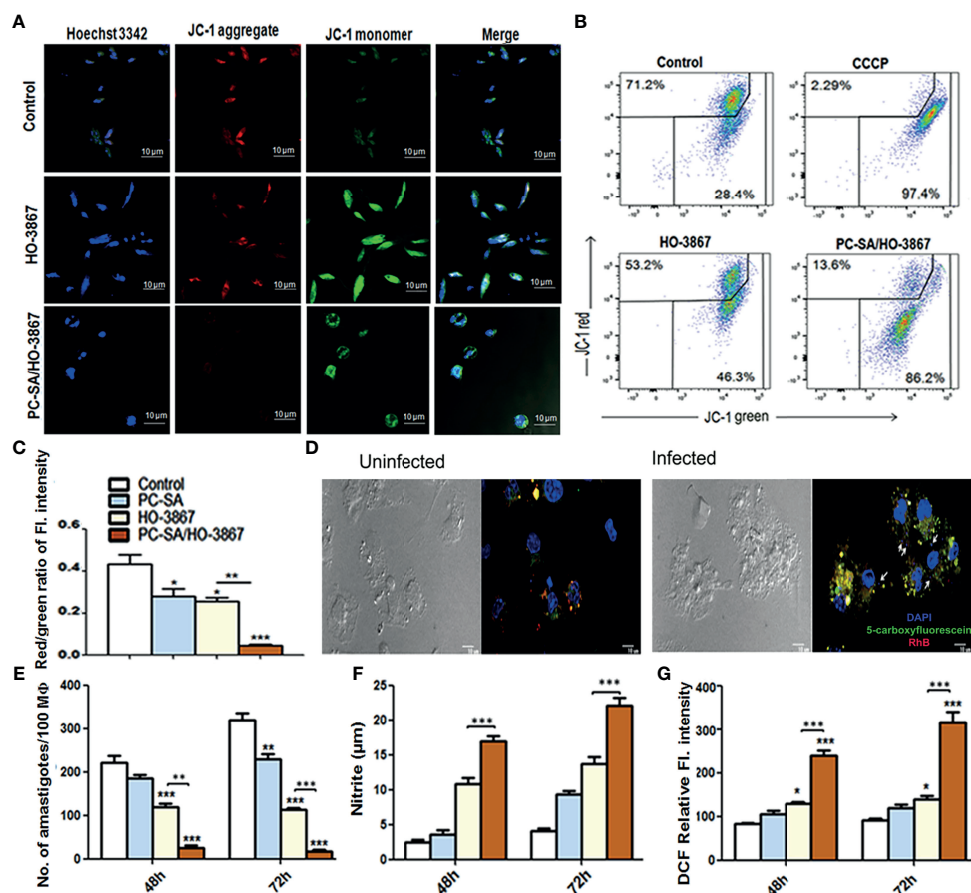 A
Hoechst 3342 JC-1 aggregate JC-1 monomer Merge
Control
10 µm 10 µm 10 µm 10 µm
HO-3867
10 µm 10 µm 10 µm 10 µm
PC-SA/HO-3867
10 µm 10 µm 10 µm 10 µm
B
Control CCCP
71.2% 2.29%
28.4% 97.4%
HO-3867 PC-SA/HO-3867
53.2% 13.6%
46.3% 86.2%
JC-1 red
JC-1 green
C
Control
PC-SA
HO-3867
PC-SA/HO-3867
Red/green ratio of Fl. intensity
0.6
0.4
0.2
0.0
* * ** ***
D
Uninfected Infected
DAPI
5-carboxyfluorescein
RhB
E
No. of amastigotes/100 MΦ
400
300
200
100
0
*** ** *** ** *** *** ***
48h 72h
F
Nitrite (µm)
25
20
15
10
5
0
*** ***
48h 72h
G
DCF Relative Fl. intensity
400
300
200
100
0
* *** *** * *** ***
48h 72h